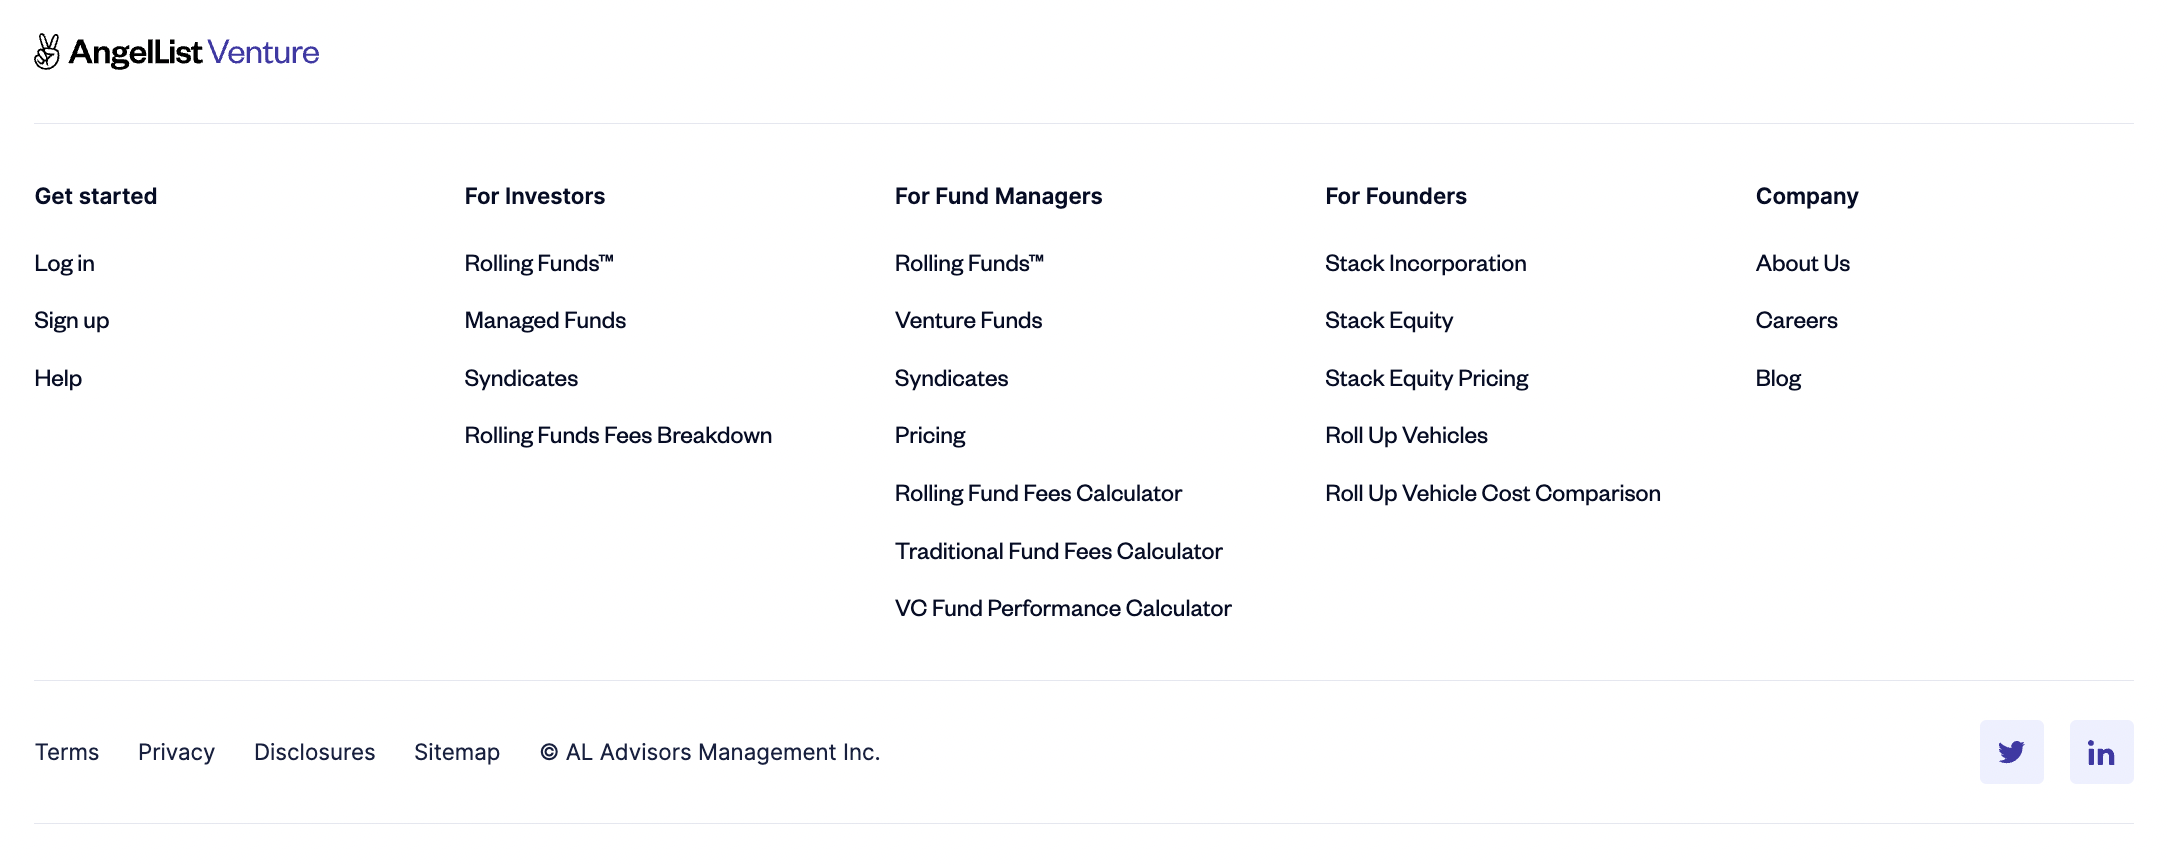 AngelList Venture
Get started
Log in
Sign up
Help
For Investors
Rolling Funds™
Managed Funds
Syndicates
Rolling Funds Fees Breakdown
For Fund Managers
Rolling Funds™
Venture Funds
Syndicates
Pricing
Rolling Fund Fees Calculator
Traditional Fund Fees Calculator
VC Fund Performance Calculator
For Founders
Stack Incorporation
Stack Equity
Stack Equity Pricing
Roll Up Vehicles
Roll Up Vehicle Cost Comparison
Company
About Us
Careers
Blog
Terms Privacy Disclosures Sitemap © AL Advisors Management Inc.
in